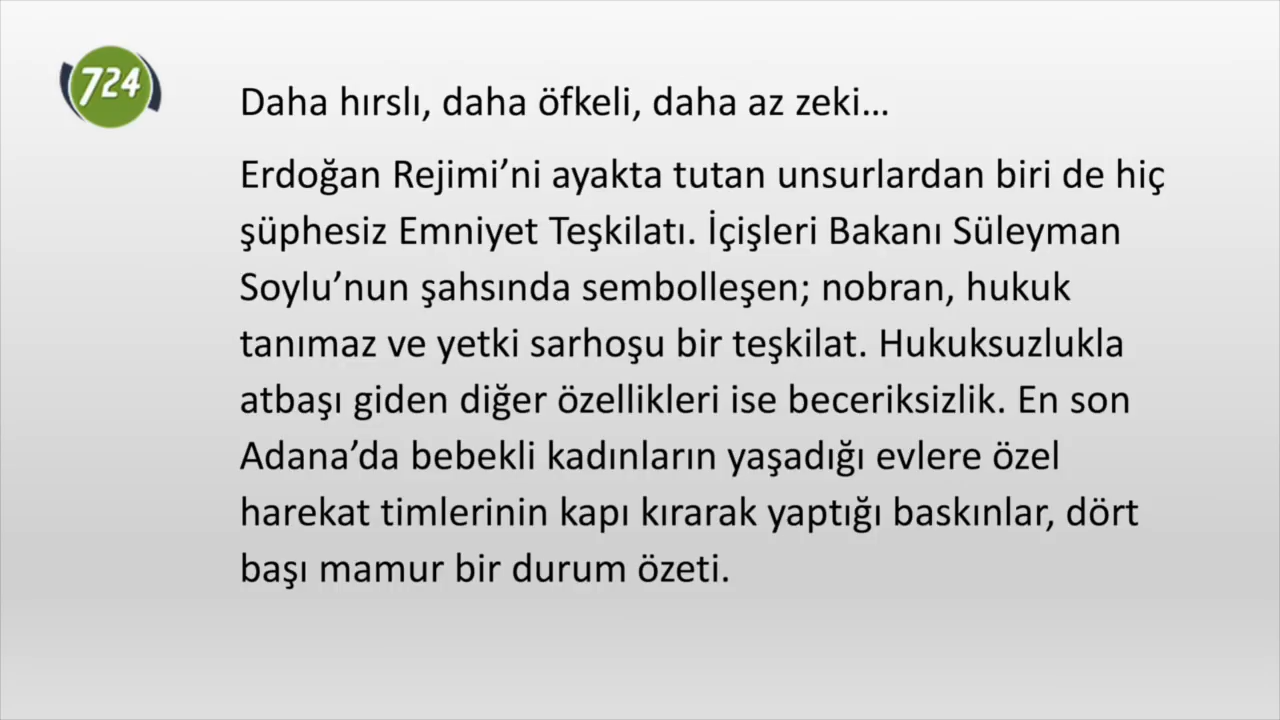 724
Daha hırslı, daha öfkeli, daha az zeki…
Erdoğan Rejimi’ni ayakta tutan unsurlardan biri de hiç
şüphesiz Emniyet Teşkilatı. İçişleri Bakanı Süleyman
Soylu’nun şahsında sembolleşen; nobran, hukuk
tanımaz ve yetki sarhoşu bir teşkilat. Hukuksuzlukla
atbaşı giden diğer özellikleri ise beceriksizlik. En son
Adana’da bebekli kadınların yaşadığı evlere özel
harekat timlerinin kapı kırarak yaptığı baskınlar, dört
başı mamur bir durum özeti.